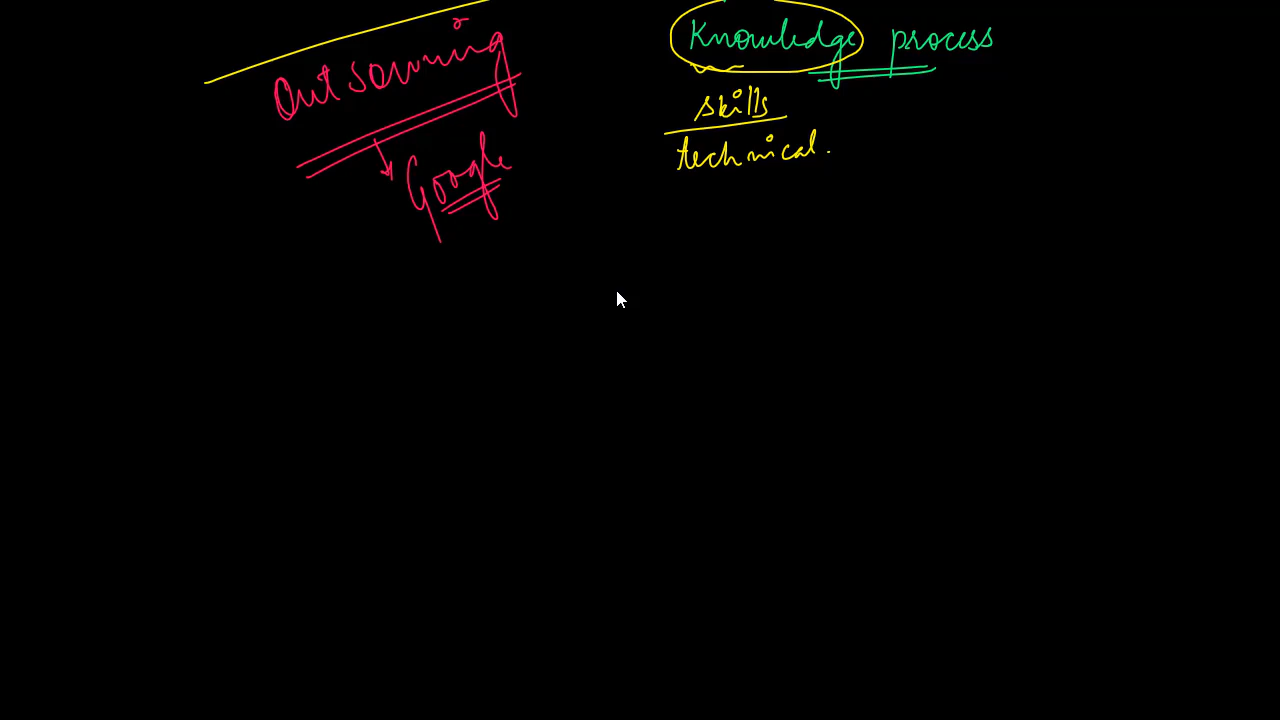 Outsourcing
Google
Knowledge process
skills
technical.